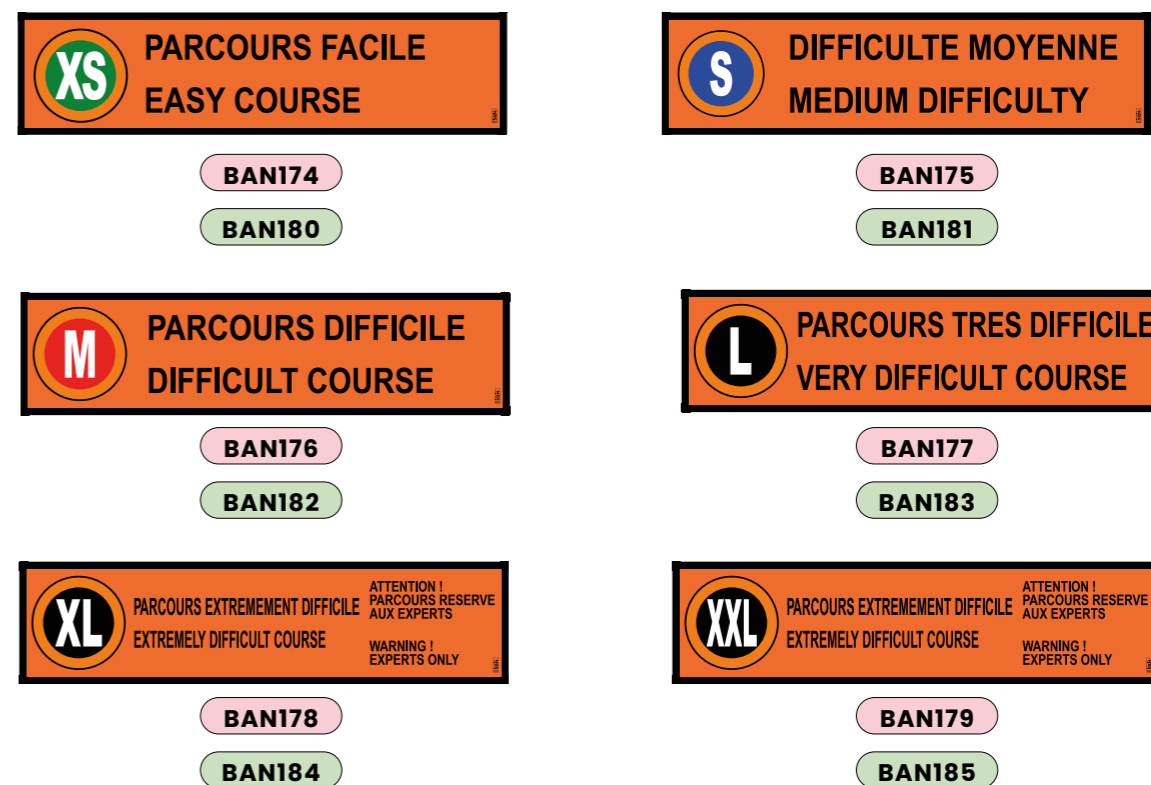 XS
PARCOURS FACILE
EASY COURSE
BAN174
BAN180
S
DIFFICULTE MOYENNE
MEDIUM DIFFICULTY
BAN175
BAN181
M
PARCOURS DIFFICILE
DIFFICULT COURSE
BAN176
BAN182
L
PARCOURS TRES DIFFICILE
VERY DIFFICULT COURSE
BAN177
BAN183
XL
PARCOURS EXTREMEMENT DIFFICILE
EXTREMELY DIFFICULT COURSE
ATTENTION !
PARCOURS RESERVE
AUX EXPERTS
WARNING !
EXPERTS ONLY
BAN178
BAN184
XXL
PARCOURS EXTREMEMENT DIFFICILE
EXTREMELY DIFFICULT COURSE
ATTENTION !
PARCOURS RESERVE
AUX EXPERTS
WARNING !
EXPERTS ONLY
BAN179
BAN185